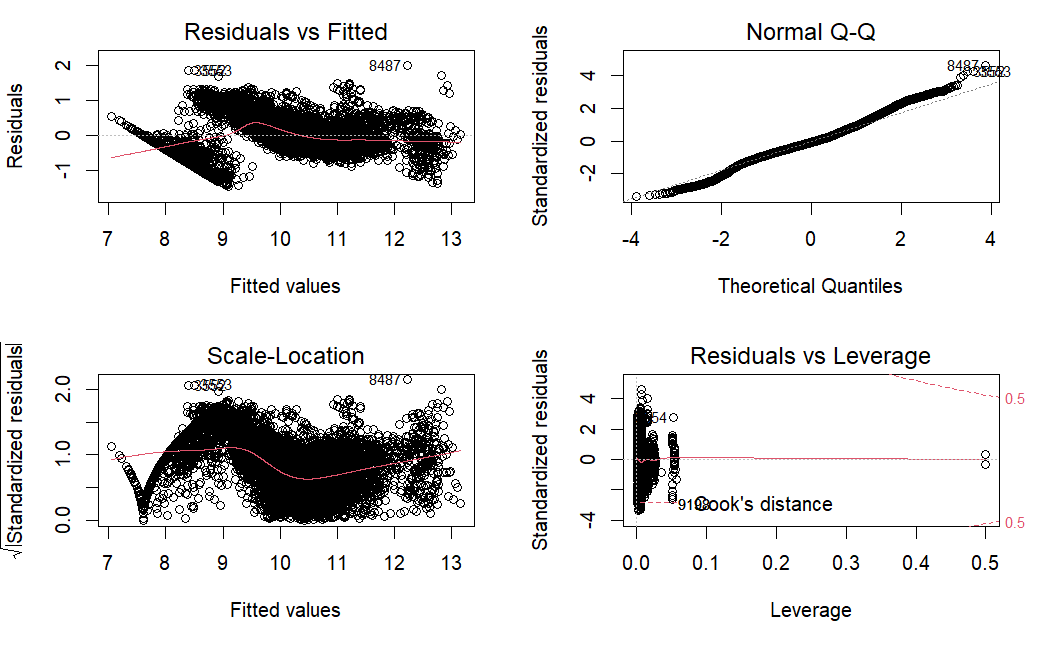 Residuals vs Fitted
Residuals
2
1
0
-1
8487
7 8 9 10 11 12 13
Fitted values
Normal Q-Q
Standardized residuals
4
2
0
-2
8487
-4 -2 0 2 4
Theoretical Quantiles
Scale-Location
√|Standardized residuals|
2.0
1.0
0.0
8487
7 8 9 10 11 12 13
Fitted values
Residuals vs Leverage
Standardized residuals
4
2
0
-4
0.5
0.5
Cook's distance
0.0 0.1 0.2 0.3 0.4 0.5
Leverage